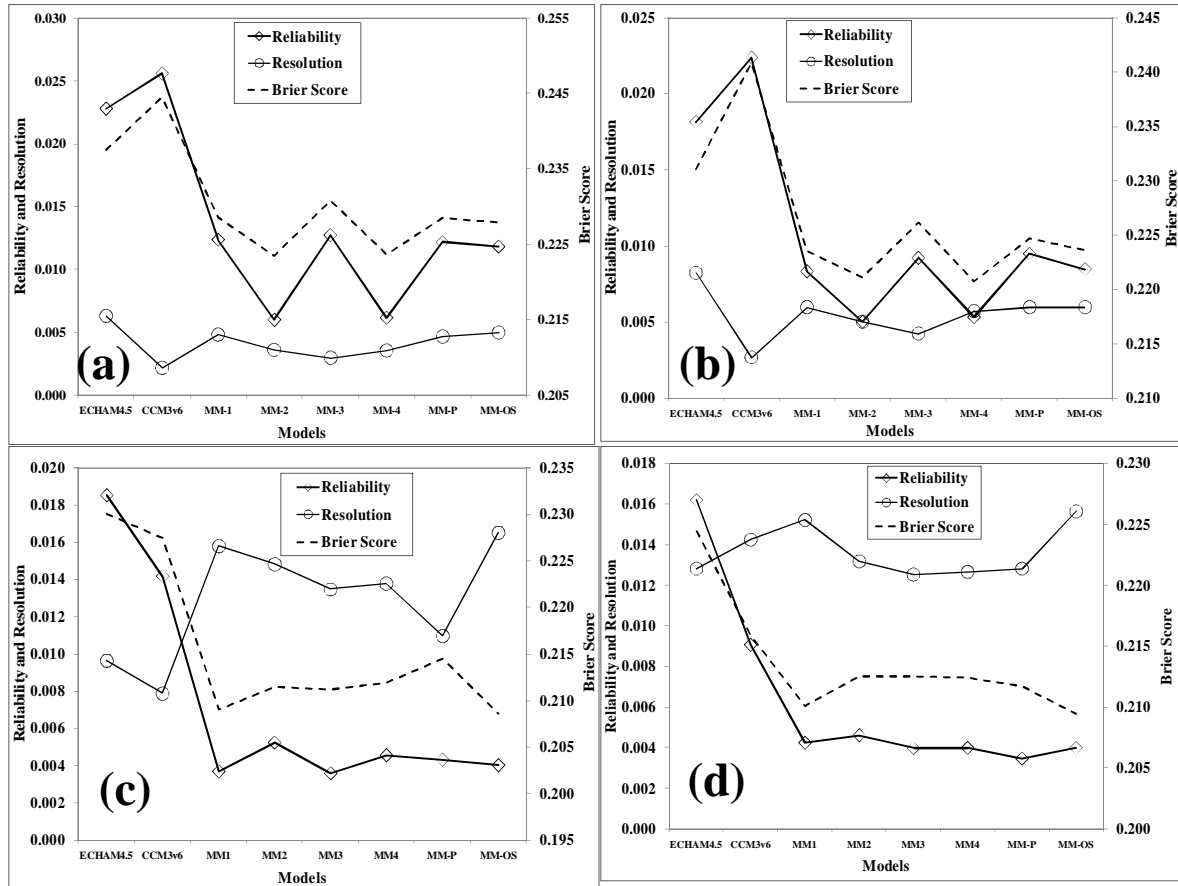 0.030
0.025
0.020
0.015
0.010
0.005
0.000
Reliability and Resolution
0.255
0.245
0.235
0.225
0.215
0.205
Brier Score
Reliability
Resolution
Brier Score
(a)
ECHAM4.5 CCM3v6 MM-1 MM-2 MM-3 MM-4 MM-P MM-OS
Models
0.025
0.020
0.015
0.010
0.005
0.000
Reliability and Resolution
0.245
0.240
0.235
0.230
0.225
0.220
0.215
0.210
Brier Score
Reliability
Resolution
Brier Score
(b)
ECHAM4.5 CCM3v6 MM-1 MM-2 MM-3 MM-4 MM-P MM-OS
Models
0.020
0.018
0.016
0.014
0.012
0.010
0.008
0.006
0.004
0.002
0.000
Reliability and Resolution
0.235
0.230
0.225
0.220
0.215
0.210
0.205
0.200
0.195
Brier Score
Reliability
Resolution
Brier Score
(c)
ECHAM4.5 CCM3v6 MM1 MM2 MM3 MM4 MM-P MM-OS
Models
0.018
0.016
0.014
0.012
0.010
0.008
0.006
0.004
0.002
0.000
Reliability and Resolution
0.230
0.225
0.220
0.215
0.210
0.205
0.200
Brier Score
Reliability
Resolution
Brier Score
(d)
ECHAM4.5 CCM3v6 MM1 MM2 MM3 MM4 MM-P MM-OS
Models